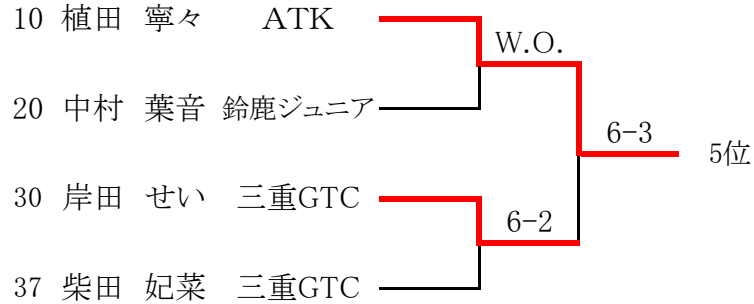 10 植田 寧々 ATK
W.O.
20 中村 葉音 鈴鹿ジュニア
6-3
5位
30 岸田 せい 三重GTC
6-2
37 柴田 妃菜 三重GTC